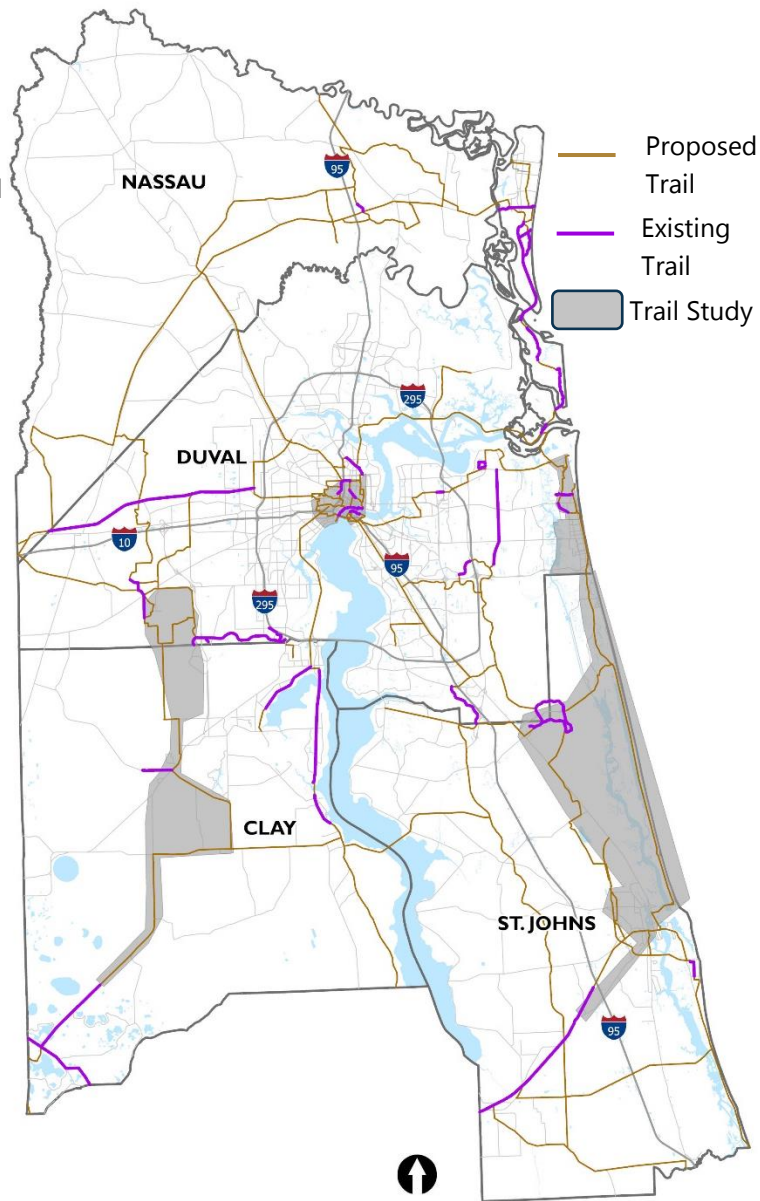 Proposed
Trail
Existing
Trail
Trail Study
95
NASSAU
295
DUVAL
10
95
295
CLAY
ST. JOHNS
95